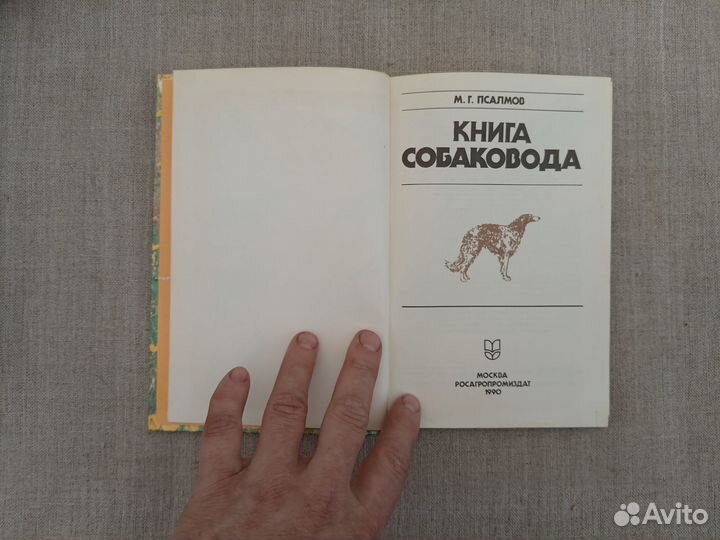 М. Г. ПСАЛМОВ
КНИГА
СОБАКОВОДА
МОСКВА
РОСАГРОПРОМИЗДАТ
1990
Avito